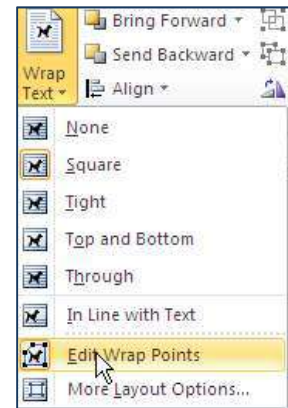 Bring Forward
Send Backward
Wrap
Text
Align
None
Square
Tight
Top and Bottom
Through
In Line with Text
Edit Wrap Points
More Layout Options...